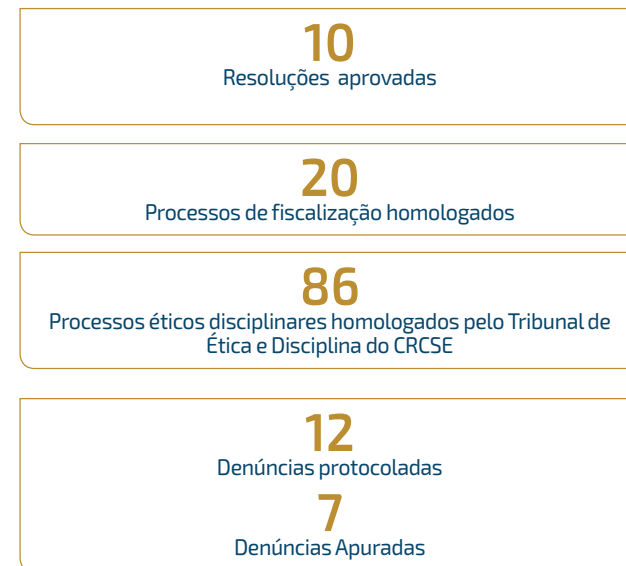 10
Resoluções aprovadas
20
Processos de fiscalização homologados
86
Processos éticos disciplinares homologados pelo Tribunal de
Ética e Disciplina do CRCSE
12
Denúncias protocoladas
7
Denúncias Apuradas